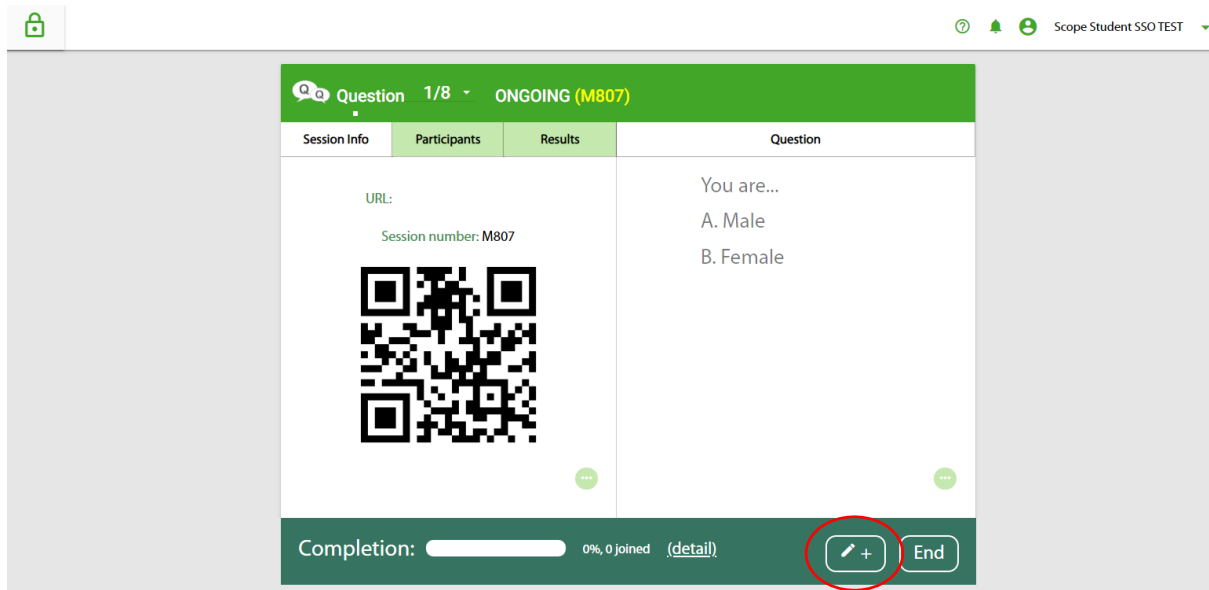 Scope Student SSO TEST
Q Q Question 1/8 ONGOING (M807)
Session Info Participants Results Question
URL:
Session number: M807
You are...
A. Male
B. Female
Completion: 0%, 0 joined (detail) + End